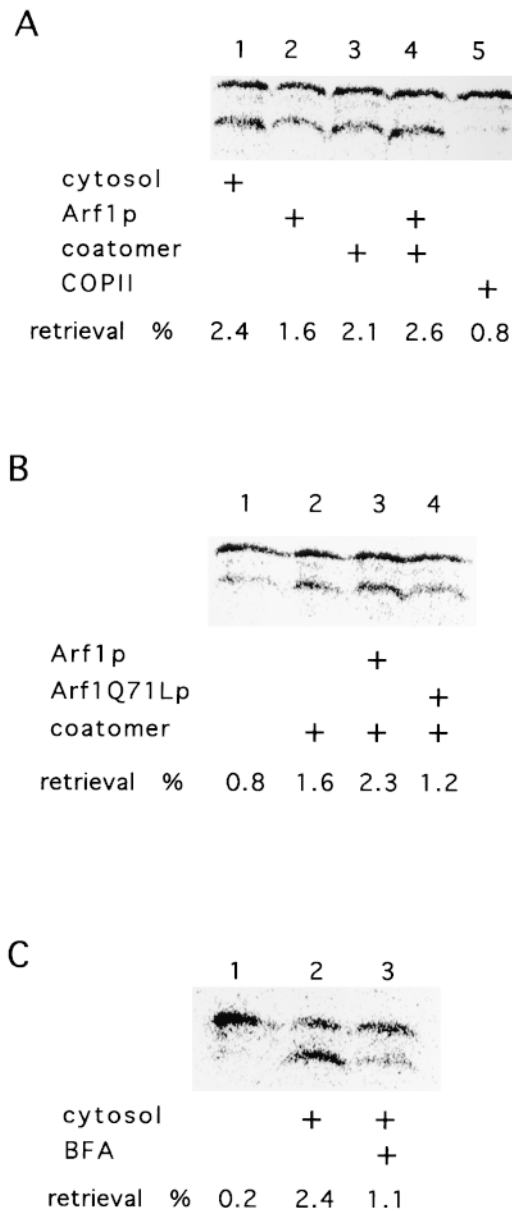 A
1 2 3 4 5
cytosol +
Arf1p + +
coatomer + +
COPII +
retrieval % 2.4 1.6 2.1 2.6 0.8
B
1 2 3 4
Arf1p +
Arf1Q71Lp +
coatomer + + +
retrieval % 0.8 1.6 2.3 1.2
C
1 2 3
cytosol + +
BFA +
retrieval % 0.2 2.4 1.1